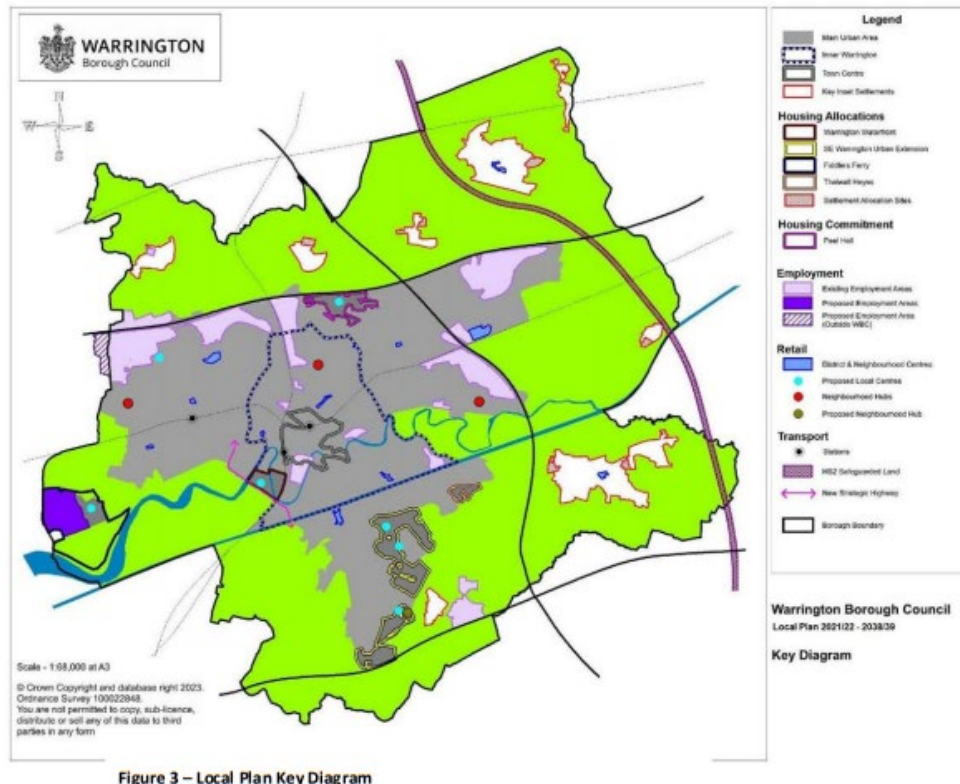 WARRINGTON
Borough Council
N
W E
S
Legend
Main Urban Area
Inner Warrington
Town Centre
Key Inset Settlements
Housing Allocations
Warrington Waterfront
SE Warrington Urban Extension
Fiddlers Ferry
Thelwall Heyes
Settlement Allocation Sites
Housing Commitment
Peel Hall
Employment
Existing Employment Areas
Proposed Employment Areas
Proposed Employment Area
(Outside WBC)
Retail
District & Neighbourhood Centres
Proposed Local Centres
Neighbourhood Hubs
Proposed Neighbourhood Hub
Transport
Stations
HS2 Safeguarded Land
New Strategic Highway
Borough Boundary
Warrington Borough Council
Local Plan 2021/22 - 2038/39
Key Diagram
Scale - 1:68,000 at A3
© Crown Copyright and database right 2023.
Ordnance Survey 100022848.
You are not permitted to copy, sub-licence,
distribute or sell any of this data to third
parties in any form
Figure 3 – Local Plan Key Diagram